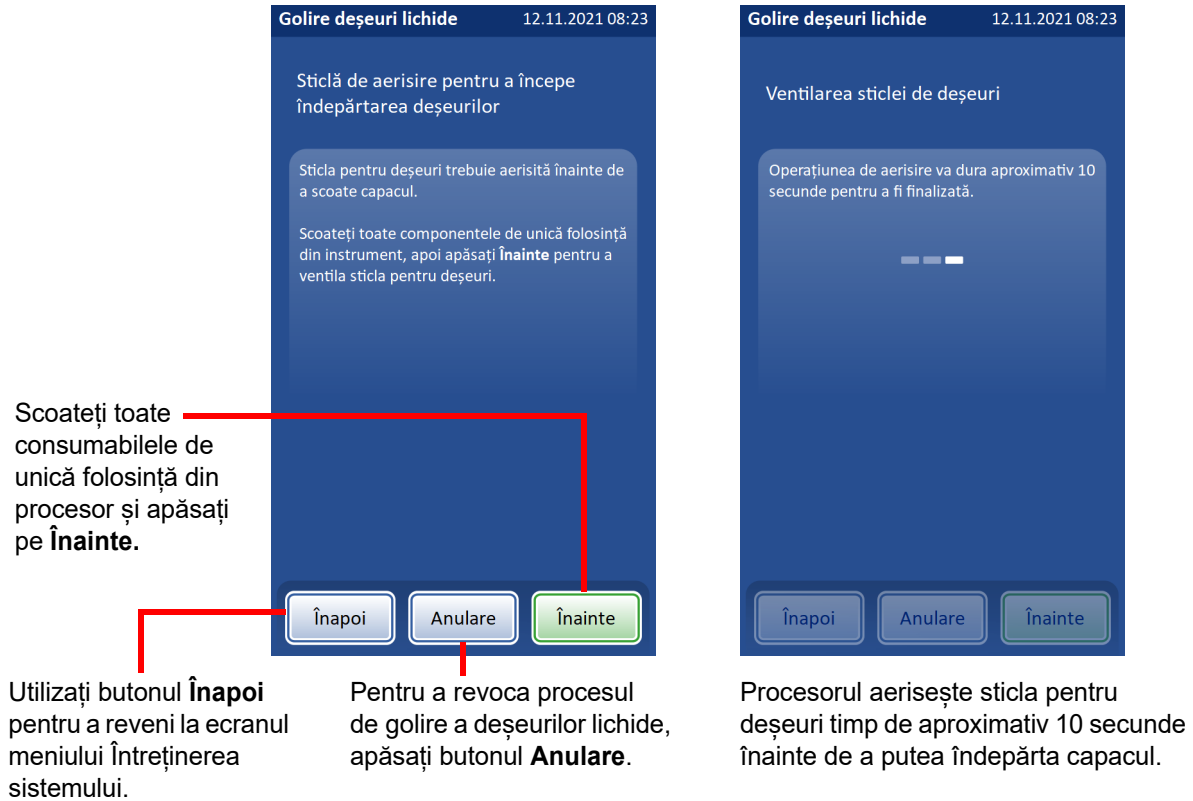 Golire deșeuri lichide 12.11.2021 08:23
Sticlă de aerisire pentru a începe
îndepărtarea deșeurilor
Sticla pentru deșeuri trebuie aerisită înainte de
a scoate capacul.
Scoateți toate componentele de unică folosință
din instrument, apoi apăsați Înainte pentru a
ventila sticla pentru deșeuri.
Înapoi
Anulare
Înainte
Scoateți toate
consumabilele de
unică folosință din
procesor și apăsați
pe Înainte.
Utilizați butonul Înapoi
pentru a reveni la ecranul
meniului Întreținerea
sistemului.
Pentru a revoca procesul
de golire a deșeurilor lichide,
apăsați butonul Anulare.
Golire deșeuri lichide 12.11.2021 08:23
Ventilarea sticlei de deșeuri
Operațiunea de aerisire va dura aproximativ 10
secunde pentru a fi finalizată.
Înapoi
Anulare
Înainte
Procesorul aerisește sticla pentru
deșeuri timp de aproximativ 10 secunde
înainte de a putea îndepărta capacul.